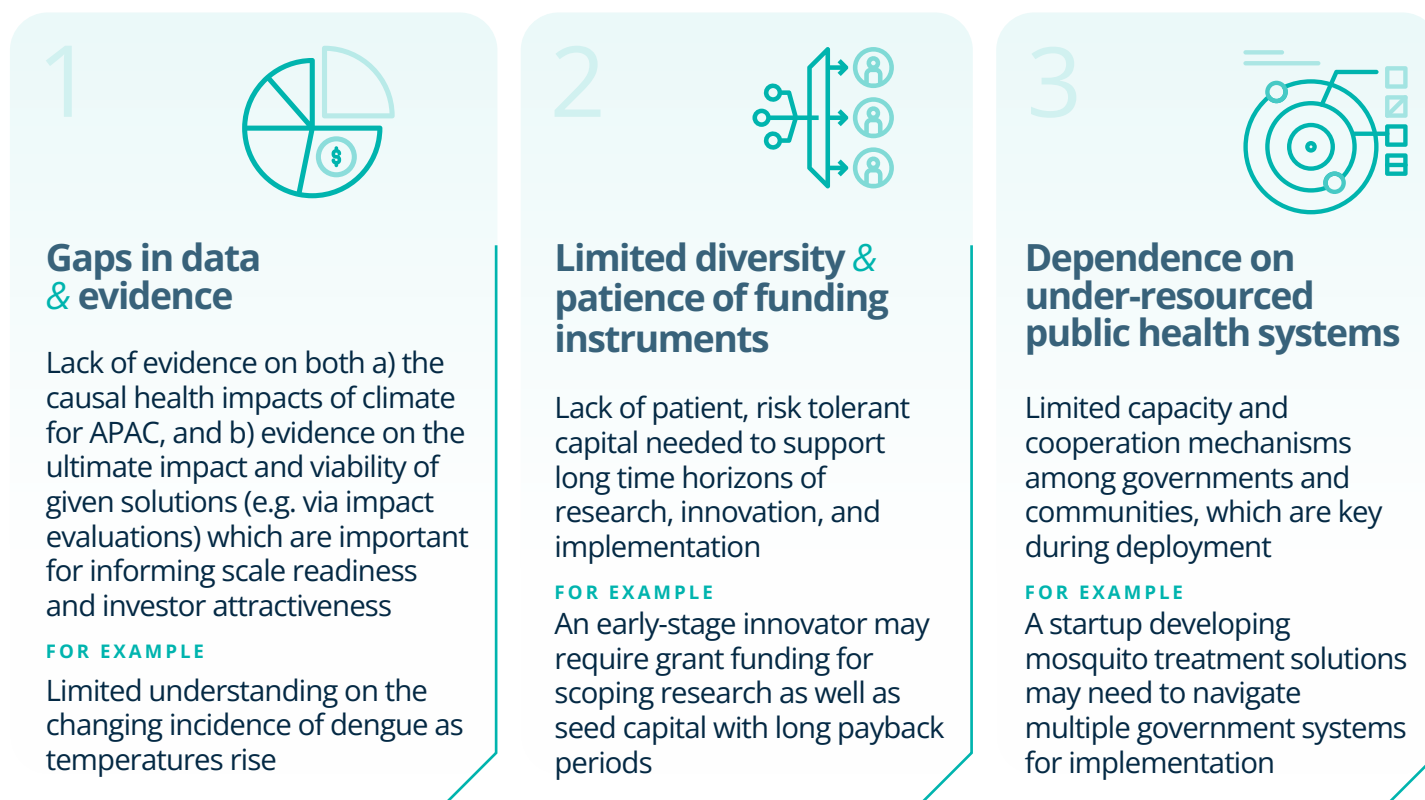 1
Gaps in data
& evidence
Lack of evidence on both a) the
causal health impacts of climate
for APAC, and b) evidence on the
ultimate impact and viability of
given solutions (e.g. via impact
evaluations) which are important
for informing scale readiness
and investor attractiveness
FOR EXAMPLE
Limited understanding on the
changing incidence of dengue as
temperatures rise
2
Limited diversity &
patience of funding
instruments
Lack of patient, risk tolerant
capital needed to support
long time horizons of
research, innovation, and
implementation
FOR EXAMPLE
An early-stage innovator may
require grant funding for
scoping research as well as
seed capital with long payback
periods
3
Dependence on
under-resourced
public health systems
Limited capacity and
cooperation mechanisms
among governments and
communities, which are key
during deployment
FOR EXAMPLE
A startup developing
mosquito treatment solutions
may need to navigate
multiple government systems
for implementation
$